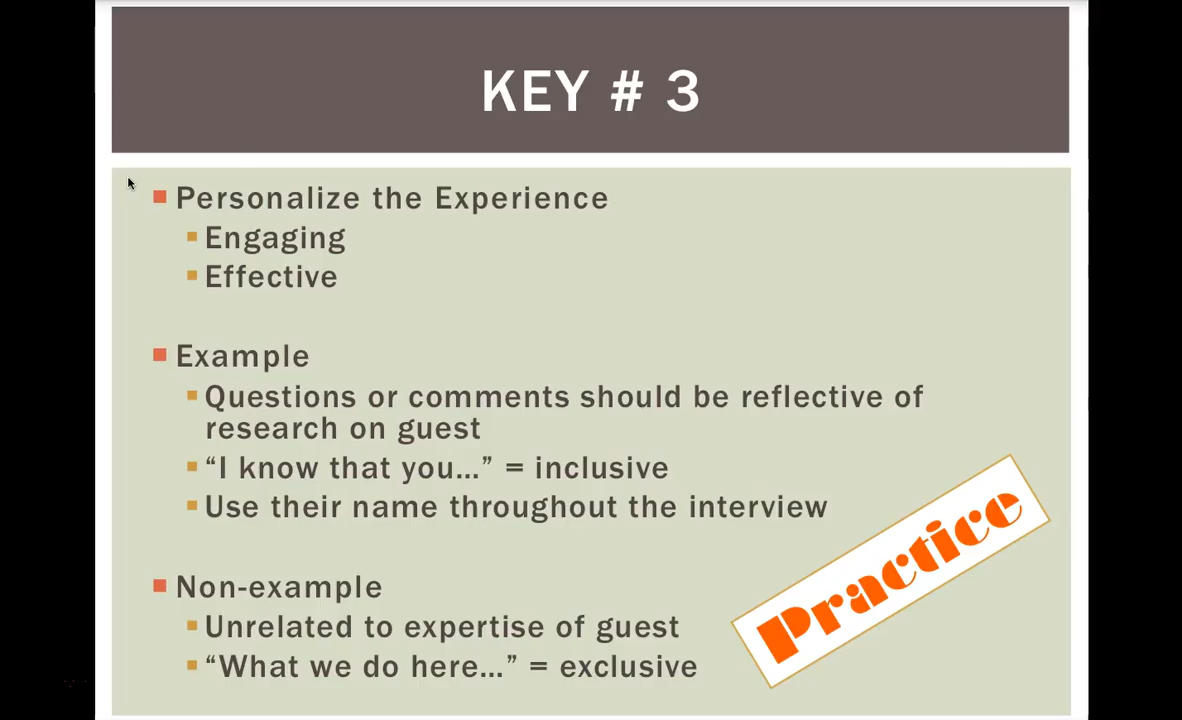 KEY # 3
Personalize the Experience
Engaging
Effective
Example
Questions or comments should be reflective of
research on guest
“I know that you…” = inclusive
Use their name throughout the interview
Non-example
Unrelated to expertise of guest
“What we do here…” = exclusive
Practice